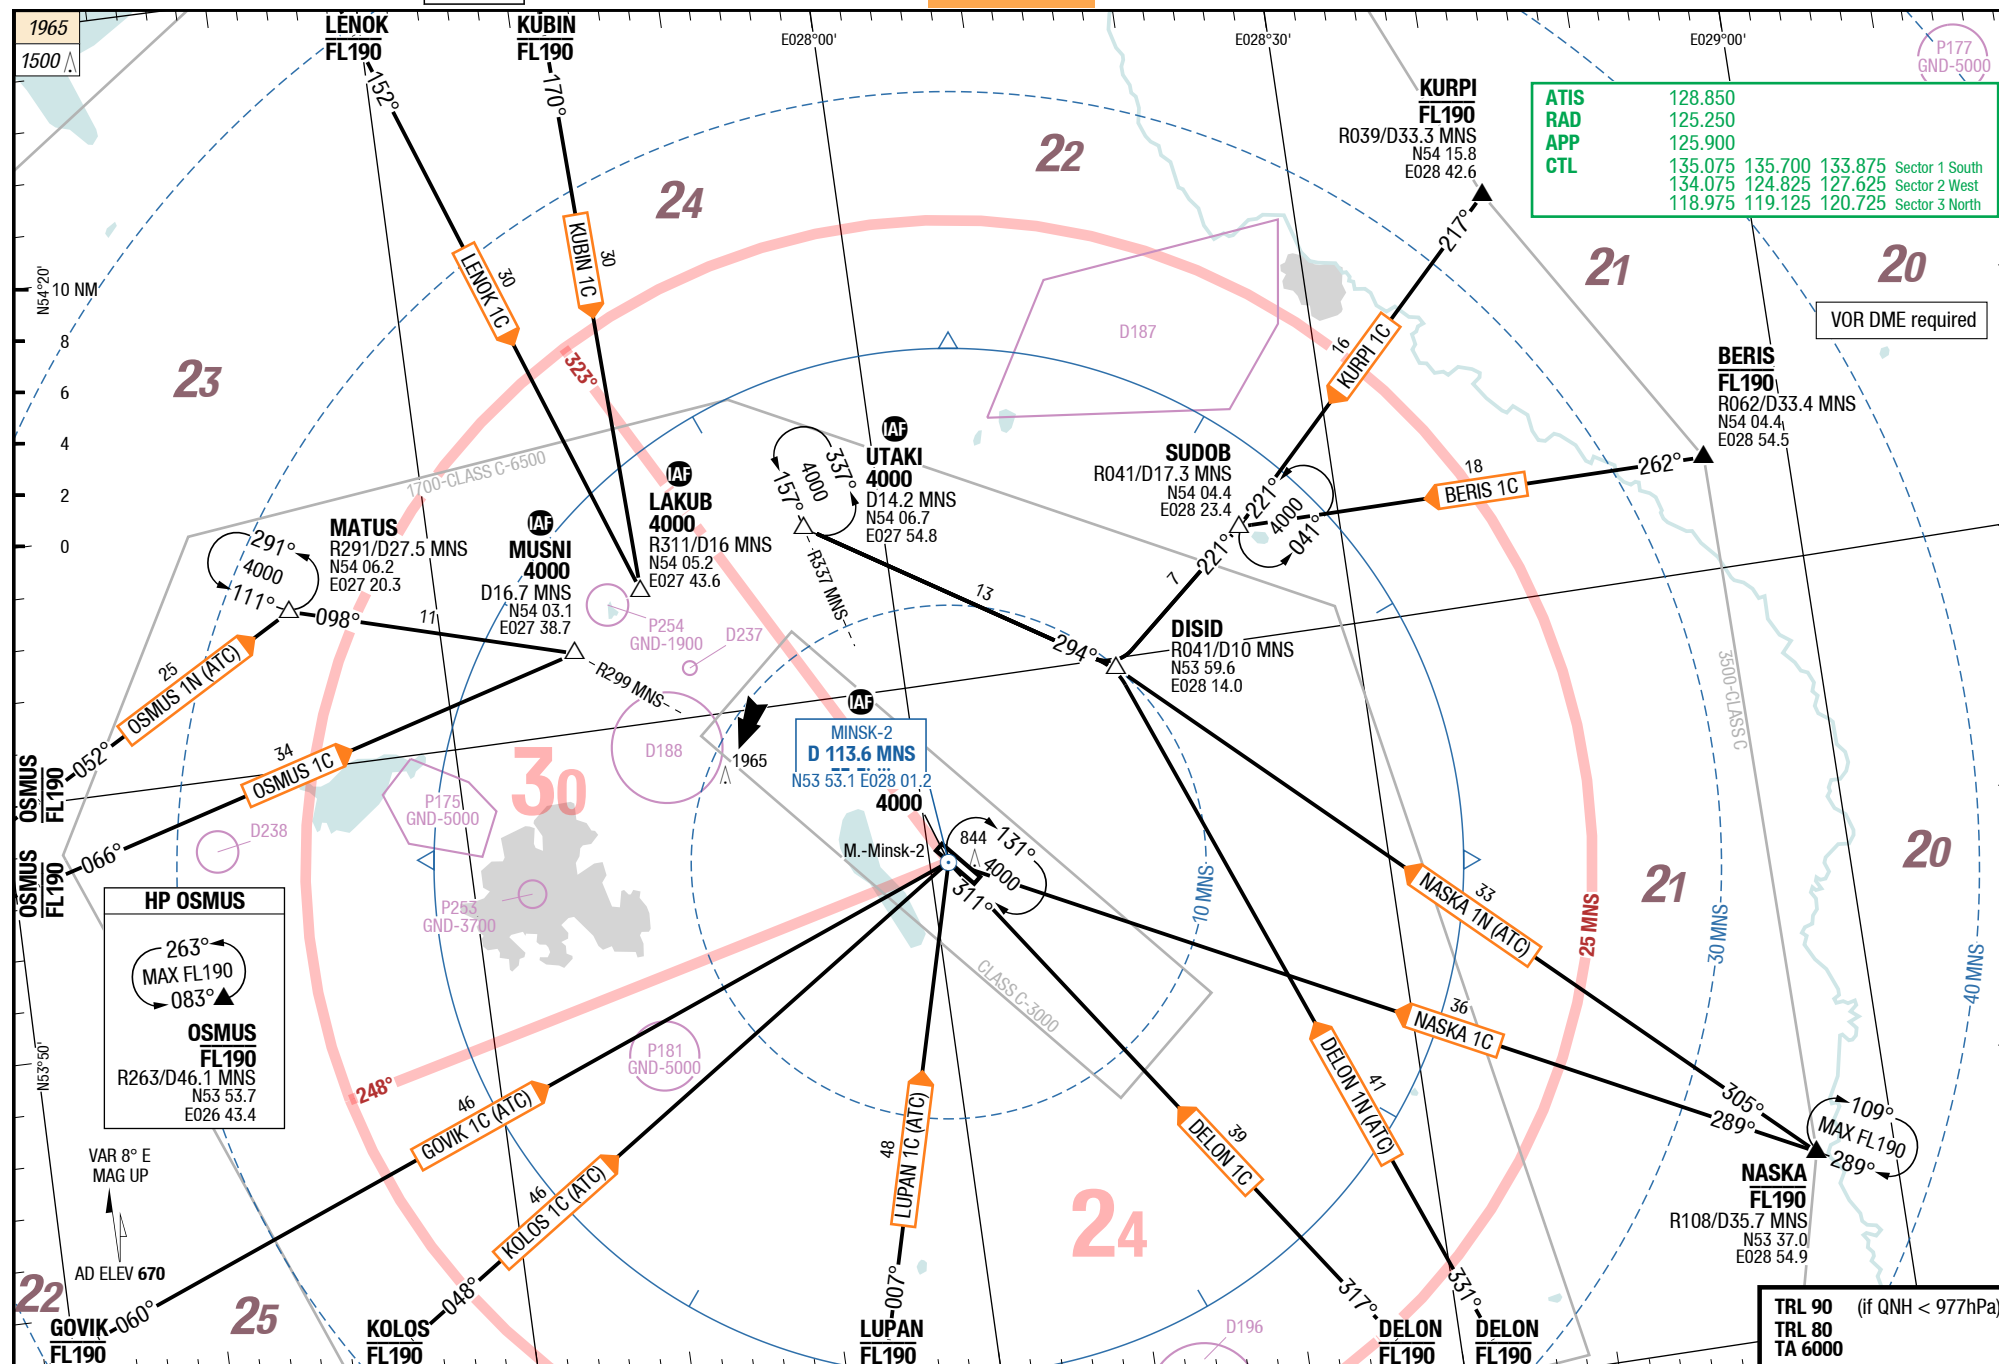 1965
1500
LENOK
FL190
KUBIN
FL190
E028°00'
E028°30'
E029°00'
P177
GND-5000
ATIS 128.850
RAD 125.250
APP 125.900
CTL 135.075 135.700 133.875 Sector 1 South
134.075 124.825 127.625 Sector 2 West
118.975 119.125 120.725 Sector 3 North
KURPI
FL190
R039/D33.3 MNS
N54 15.8
E028 42.6
152°
170°
22
24
217°
21
20
VOR DME required
N54°20'
10 NM
8
6
4
2
0
LENOK 1C
30
KUBIN 1C
30
D187
16
KURPI 1C
23
323°
BERIS
FL190
R062/D33.4 MNS
N54 04.4
E028 54.5
262°
18
BERIS 1C
1700-CLASS C-6500
IAF
UTAKI
4000
D14.2 MNS
N54 06.7
E027 54.8
337°
4000
157°
R337 MNS
SUDOB
R041/D17.3 MNS
N54 04.4
E028 23.4
221°
4000
041°
221°
7
IAF
LAKUB
4000
R311/D16 MNS
N54 05.2
E027 43.6
IAF
MUSNI
4000
D16.7 MNS
N54 03.1
E027 38.7
MATUS
R291/D27.5 MNS
N54 06.2
E027 20.3
291°
4000
111°
098°
11
P254
GND-1900
D237
R299 MNS
13
294°
DISID
R041/D10 MNS
N53 59.6
E028 14.0
3500-CLASS C
25
OSMUS 1N (ATC)
052°
OSMUS
FL190
34
OSMUS 1C
066°
OSMUS
FL190
D188
1965
30
P175
GND-5000
D238
IAF
MINSK-2
D 113.6 MNS
N53 53.1 E028 01.2
4000
M.-Minsk-2
844
131°
4000
311°
P253
GND-3700
10 MNS
25 MNS
30 MNS
40 MNS
21
20
33
NASKA 1N (ATC)
36
NASKA 1C
305°
289°
109°
MAX FL190
289°
NASKA
FL190
R108/D35.7 MNS
N53 37.0
E028 54.9
HP OSMUS
263°
MAX FL190
083°
OSMUS
FL190
R263/D46.1 MNS
N53 53.7
E026 43.4
N53°50'
CLASS C-3000
P181
GND-5000
248°
46
GOVIK 1C (ATC)
46
KOLOS 1C (ATC)
48
LUPAN 1C (ATC)
39
DELON 1C
41
DELON 1N (ATC)
VAR 8° E
MAG UP
AD ELEV 670
24
22
25
060°
GOVIK
FL190
048°
KOLOS
FL190
007°
LUPAN
FL190
D196
317°
DELON
FL190
331°
DELON
FL190
TRL 90 (if QNH < 977hPa)
TRL 80
TA 6000